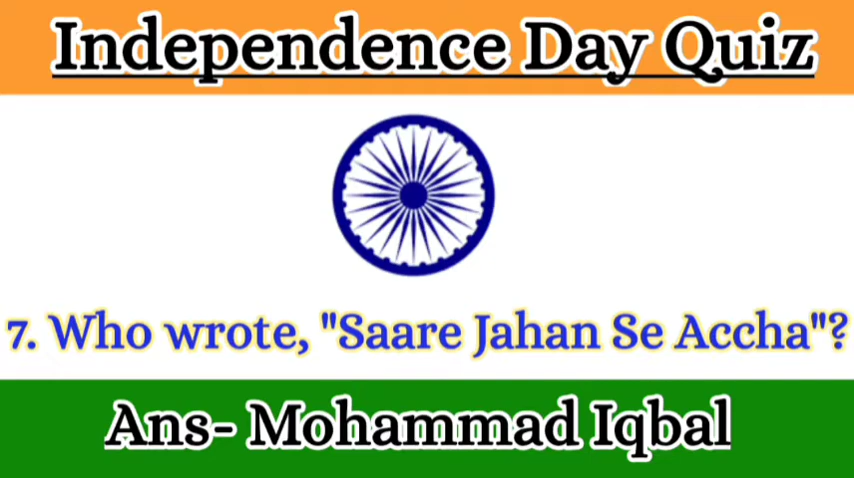 Independence Day Quiz
7. Who wrote, "Saare Jahan Se Accha"?
Ans- Mohammad Iqbal